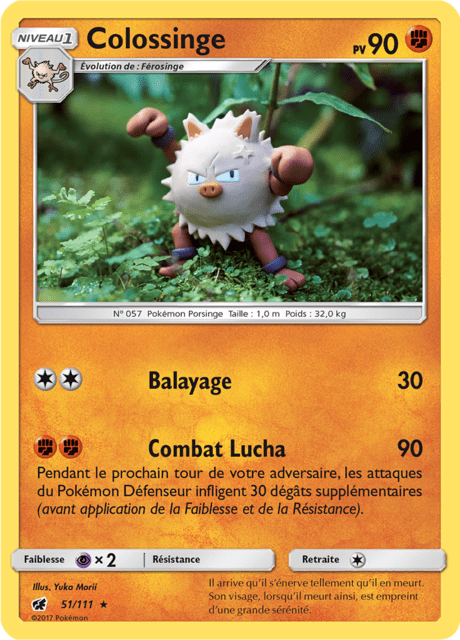 NIVEAU 1
Colossinge
PV 90
Évolution de : Férosinge
N° 057 Pokémon Porsinge Taille : 1,0 m Poids : 32,0 kg
Balayage 30
Combat Lucha 90
Pendant le prochain tour de votre adversaire, les attaques
du Pokémon Défenseur infligent 30 dégâts supplémentaires
(avant application de la Faiblesse et de la Résistance).
Faiblesse ×2 Résistance Retraite
Illus. Yuka Morii
51/111 ★
©2017 Pokémon
Il arrive qu'il s'énerve tellement qu'il en meurt.
Son visage, lorsqu'il meurt ainsi, est empreint
d'une grande sérénité.